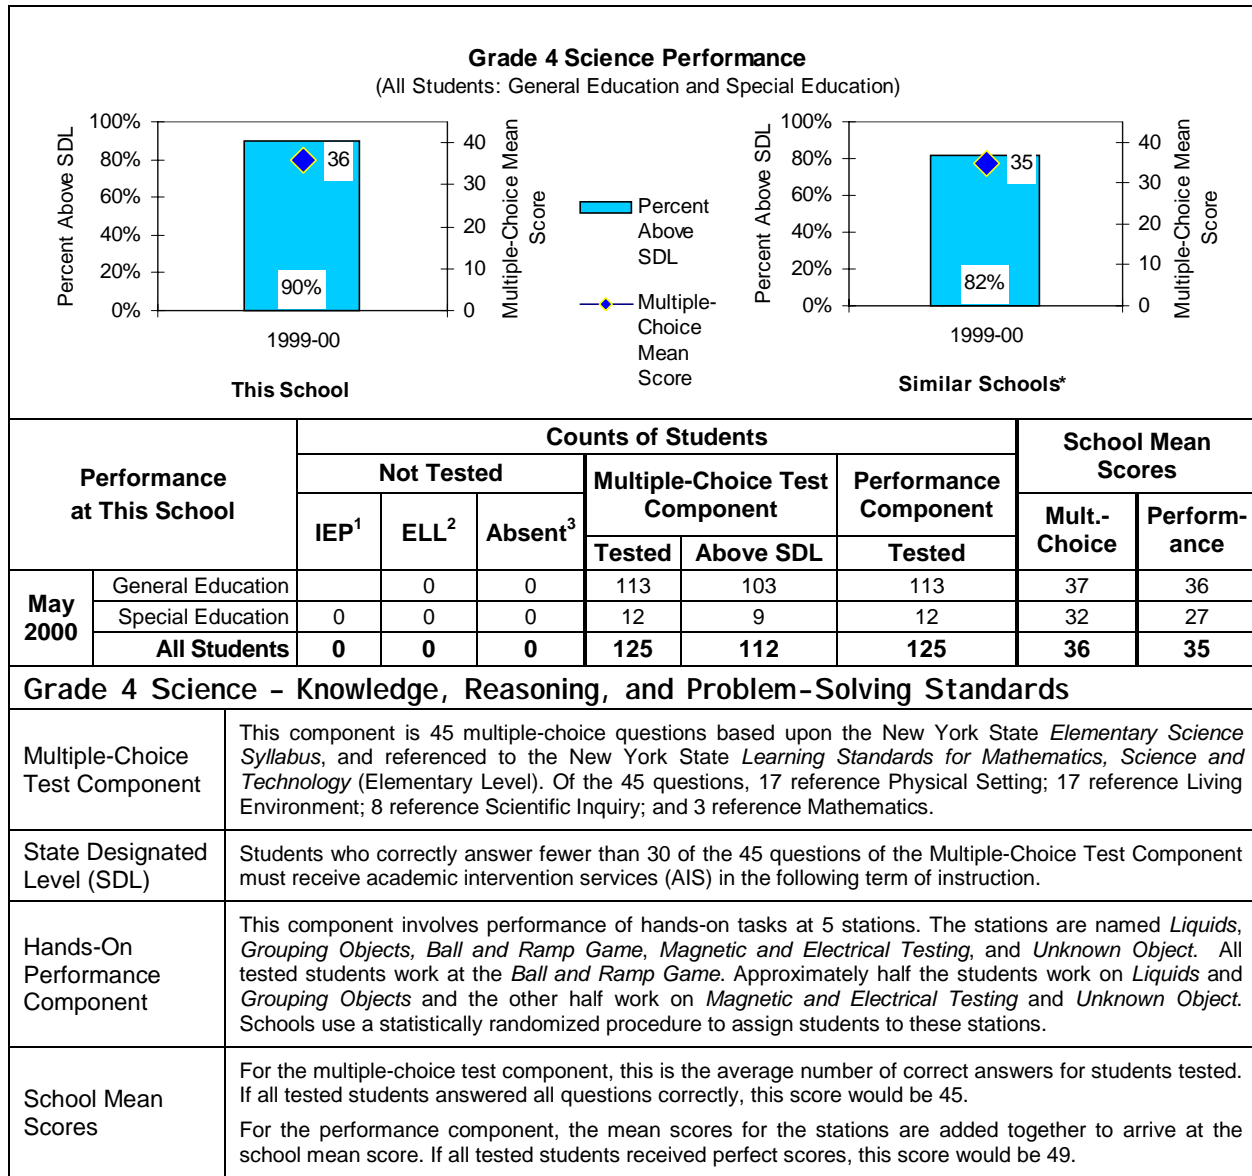 Grade 4 Science Performance
(All Students: General Education and Special Education)
Percent Above SDL
100%
80%
60%
40%
20%
0%
36
90%
40
30
20
10
0
Multiple-Choice Mean
Score
1999-00
This School
Percent
Above
SDL
Multiple-
Choice
Mean
Score
Percent Above SDL
100%
80%
60%
40%
20%
0%
35
82%
40
30
20
10
0
Multiple-Choice Mean
Score
1999-00
Similar Schools*
Performance
at This School
Counts of Students
School Mean
Scores
Not Tested
Multiple-Choice Test
Component
Performance
Component
IEP¹ ELL² Absent³
Mult.-
Choice
Perform-
ance
Tested Above SDL Tested
May
2000
General Education 0 0 113 103 113 37 36
Special Education 0 0 0 12 9 12 32 27
All Students 0 0 0 125 112 125 36 35
Grade 4 Science – Knowledge, Reasoning, and Problem-Solving Standards
Multiple-Choice
Test Component
This component is 45 multiple-choice questions based upon the New York State Elementary Science
Syllabus, and referenced to the New York State Learning Standards for Mathematics, Science and
Technology (Elementary Level). Of the 45 questions, 17 reference Physical Setting; 17 reference Living
Environment; 8 reference Scientific Inquiry; and 3 reference Mathematics.
State Designated
Level (SDL)
Students who correctly answer fewer than 30 of the 45 questions of the Multiple-Choice Test Component
must receive academic intervention services (AIS) in the following term of instruction.
Hands-On
Performance
Component
This component involves performance of hands-on tasks at 5 stations. The stations are named Liquids,
Grouping Objects, Ball and Ramp Game, Magnetic and Electrical Testing, and Unknown Object. All
tested students work at the Ball and Ramp Game. Approximately half the students work on Liquids and
Grouping Objects and the other half work on Magnetic and Electrical Testing and Unknown Object.
Schools use a statistically randomized procedure to assign students to these stations.
School Mean
Scores
For the multiple-choice test component, this is the average number of correct answers for students tested.
If all tested students answered all questions correctly, this score would be 45.
For the performance component, the mean scores for the stations are added together to arrive at the
school mean score. If all tested students received perfect scores, this score would be 49.